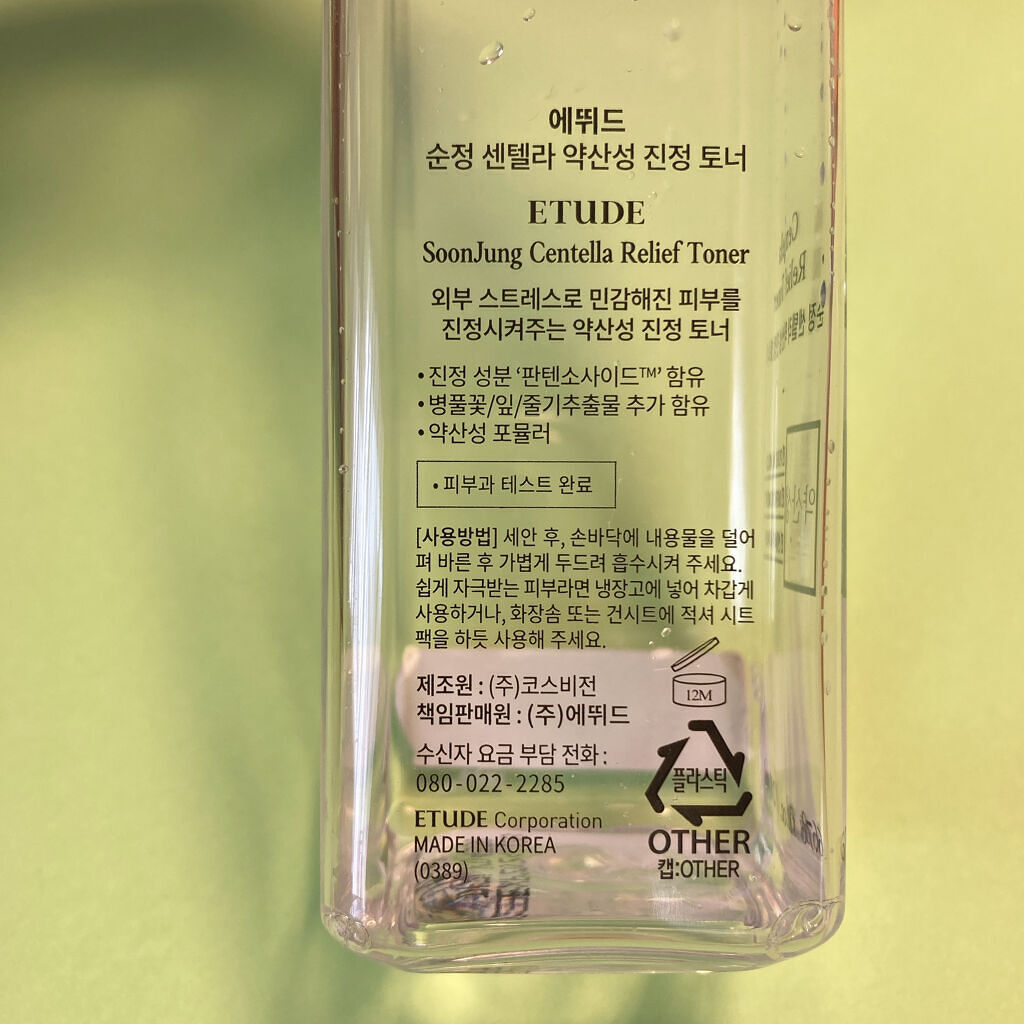 에뛰드
순정 센텔라 약산성 진정 토너
ETUDE
SoonJung Centella Relief Toner
외부 스트레스로 민감해진 피부를
진정시켜주는 약산성 진정 토너
•진정 성분 ‘판텐소사이드™’ 함유
•병풀꽃/잎/줄기추출물 추가 함유
•약산성 포뮬러
•피부과 테스트 완료
[사용방법] 세안 후, 손바닥에 내용물을 덜어
펴 바른 후 가볍게 두드려 흡수시켜 주세요.
쉽게 자극받는 피부라면 냉장고에 넣어 차갑게
사용하거나, 화장솜 또는 건시트에 적셔 시트
팩을 하듯 사용해 주세요.
12M
제조원 : (주)코스비전
책임판매원 : (주)에뛰드
수신자 요금 부담 전화 :
080-022-2285
플라스틱
OTHER
캡:OTHER
ETUDE Corporation
MADE IN KOREA
(0389)